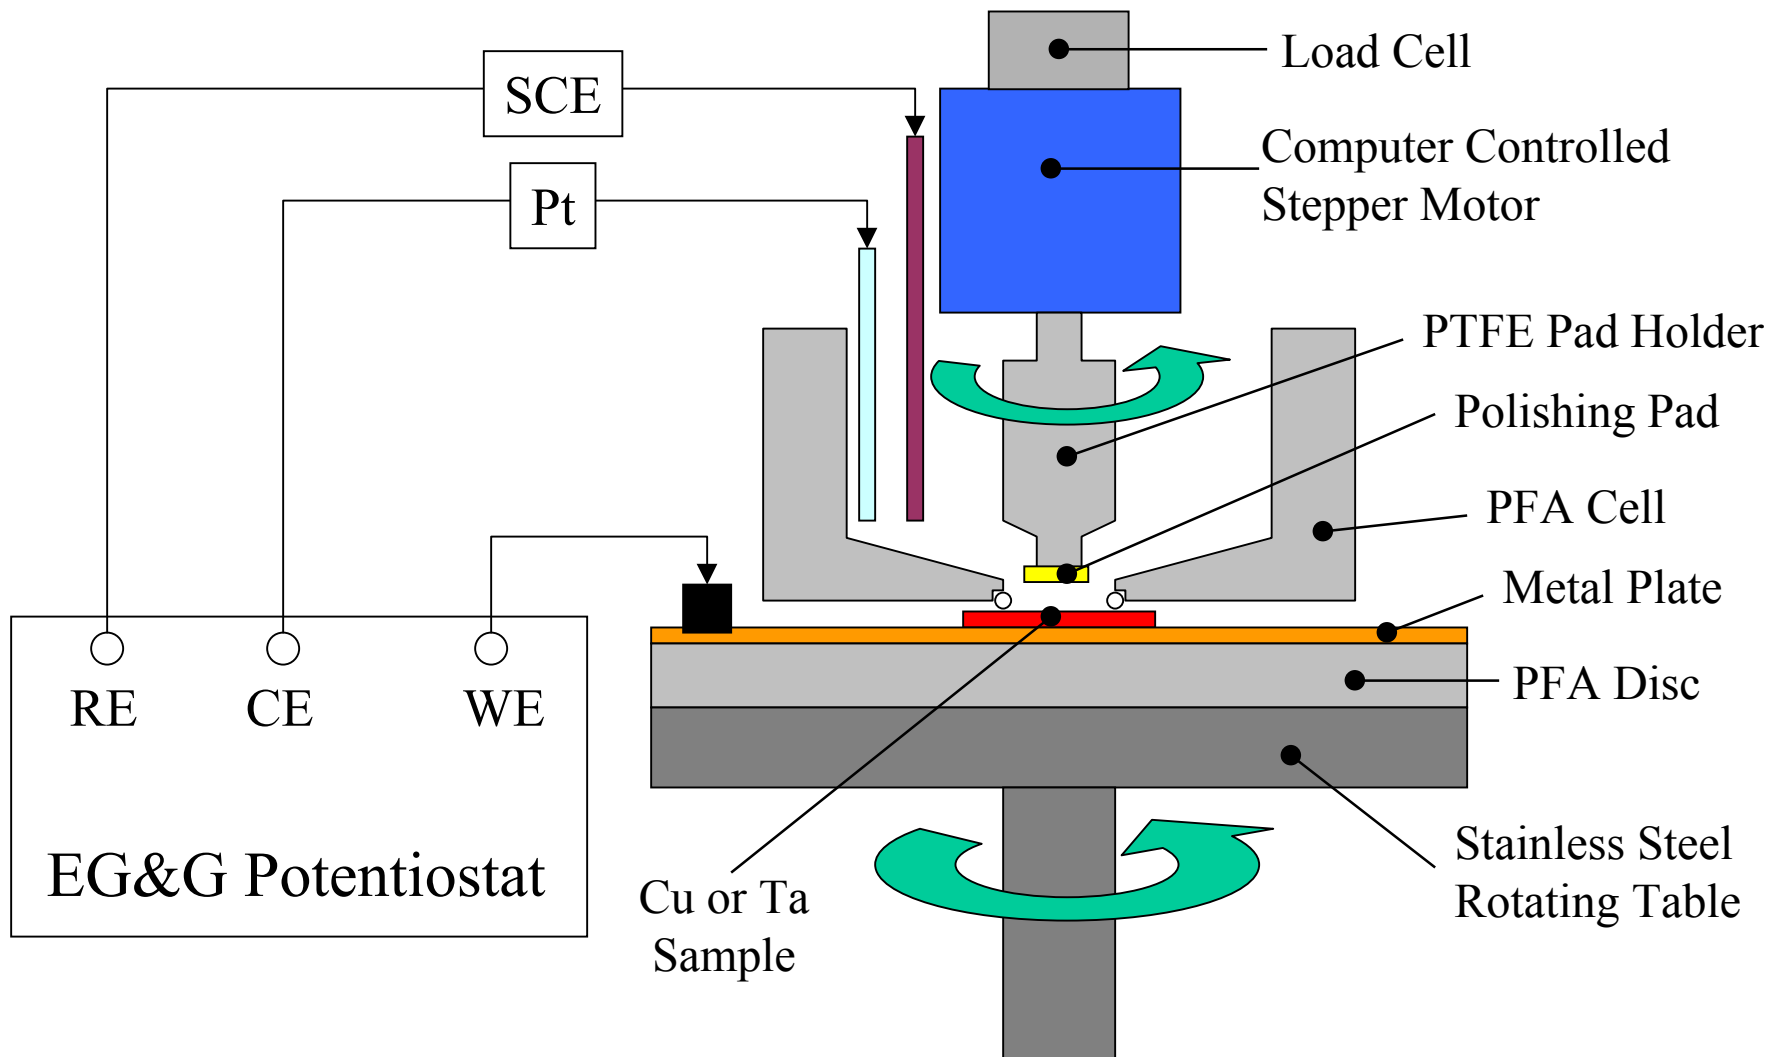 Load Cell
SCE
Computer Controlled
Stepper Motor
Pt
PTFE Pad Holder
Polishing Pad
PFA Cell
Metal Plate
PFA Disc
RE
CE
WE
Stainless Steel
Rotating Table
EG&G Potentiostat
Cu or Ta
Sample